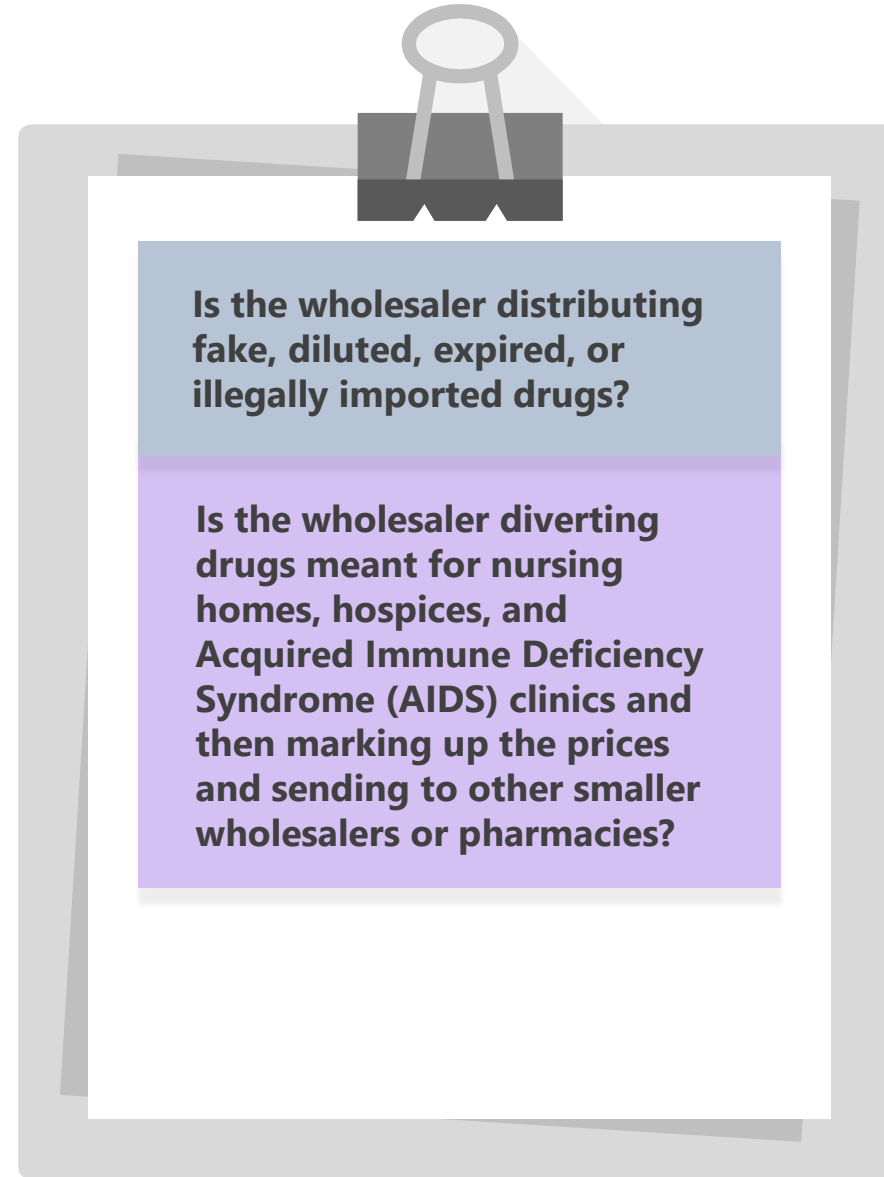 Is the wholesaler distributing
fake, diluted, expired, or
illegally imported drugs?
Is the wholesaler diverting
drugs meant for nursing
homes, hospices, and
Acquired Immune Deficiency
Syndrome (AIDS) clinics and
then marking up the prices
and sending to other smaller
wholesalers or pharmacies?